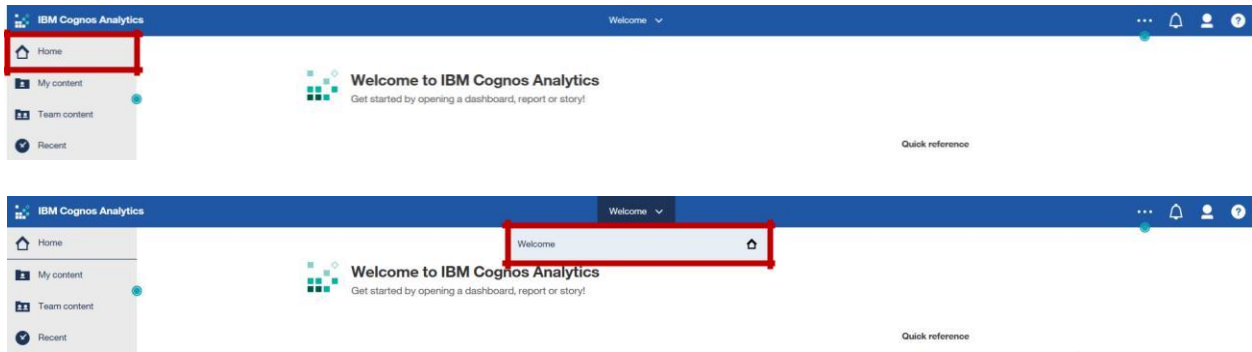 IBM Cognos Analytics Welcome
Home
Welcome to IBM Cognos Analytics
My content
Get started by opening a dashboard, report or story!
Team content
Recent Quick reference
IBM Cognos Analytics Welcome
Home Welcome
Welcome to IBM Cognos Analytics
My content
Get started by opening a dashboard, report or story!
Team content
Recent Quick reference